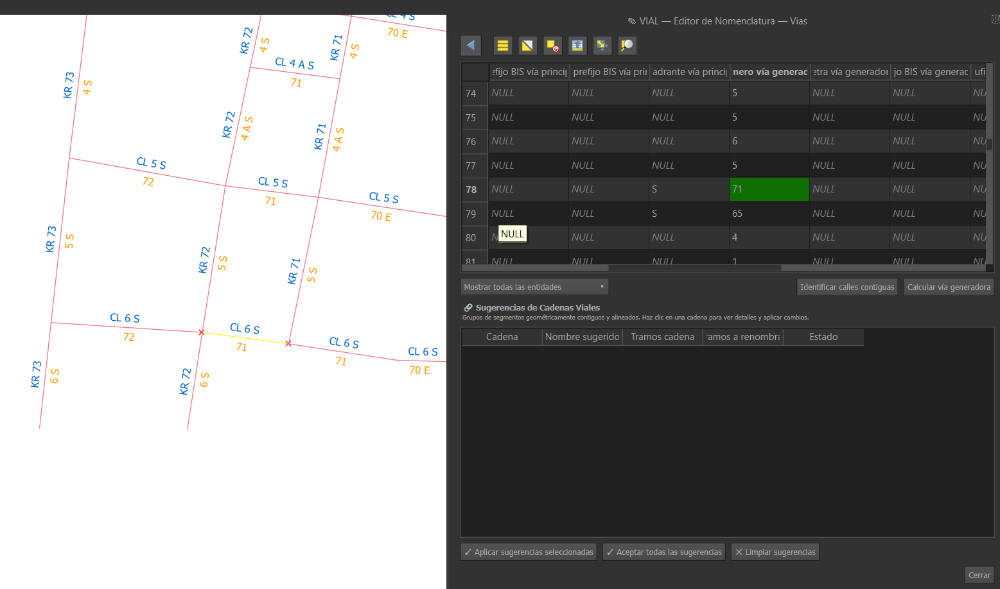 VIAL — Editor de Nomenclatura — Vias
CL 4 S
70 E
KR 72
4 S
KR 71
4 S
CL 4 A S
71
KR 73
4 S
KR 72
4 A S
KR 71
4 A S
CL 5 S
72
CL 5 S
71
CL 5 S
70 E
KR 73
5 S
KR 72
5 S
KR 71
5 S
CL 6 S
72
CL 6 S
71
CL 6 S
71
CL 6 S
70 E
KR 73
6 S
KR 72
6 S
efijo BIS vía princip prefijo BIS vía prin adrante vía princip nero vía generad etra vía generador jo BIS vía generac ufij
74 NULL NULL NULL 5 NULL NULL NU
75 NULL NULL NULL 5 NULL NULL NU
76 NULL NULL NULL 6 NULL NULL NU
77 NULL NULL NULL 5 NULL NULL NU
78 NULL NULL S 71 NULL NULL NU
79 NULL NULL S 65 NULL NULL NU
80 N NULL NULL 4 NULL NULL NU
NULL
81 NULL NULL NULL 1 NULL NULL NU
Mostrar todas las entidades
Identificar calles contiguas
Calcular vía generadora
Sugerencias de Cadenas Viales
Grupos de segmentos geométricamente contiguos y alineados. Haz clic en una cadena para ver detalles y aplicar cambios.
Cadena Nombre sugerido Tramos cadena ramos a renombra Estado
✓ Aplicar sugerencias seleccionadas
✓ Aceptar todas las sugerencias
✕ Limpiar sugerencias
Cerrar